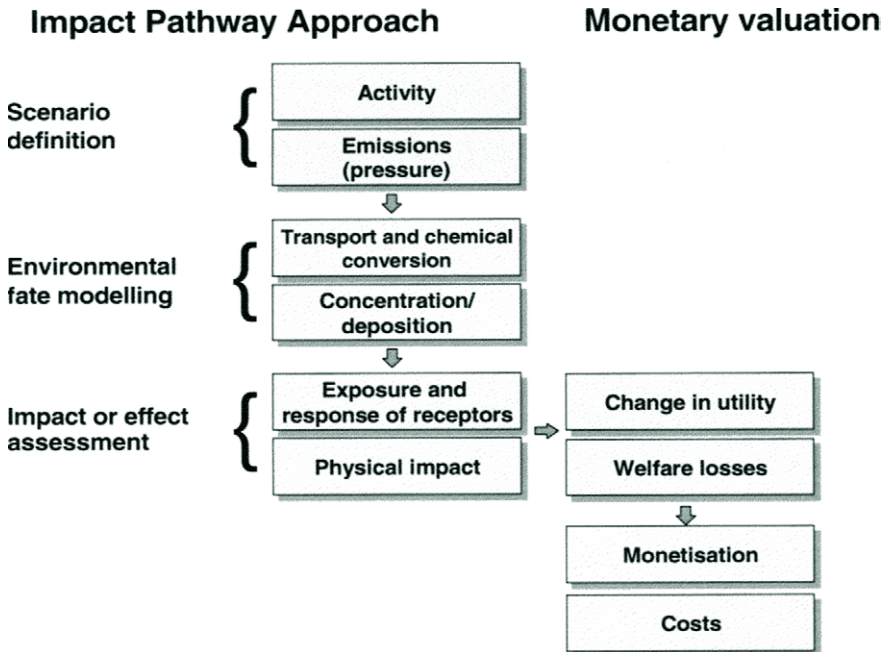 Impact Pathway Approach
Monetary valuation
Scenario
definition
Activity
Emissions
(pressure)
Environmental
fate modelling
Transport and chemical
conversion
Concentration/
deposition
Impact or effect
assessment
Exposure and
response of receptors
Physical impact
Change in utility
Welfare losses
Monetisation
Costs